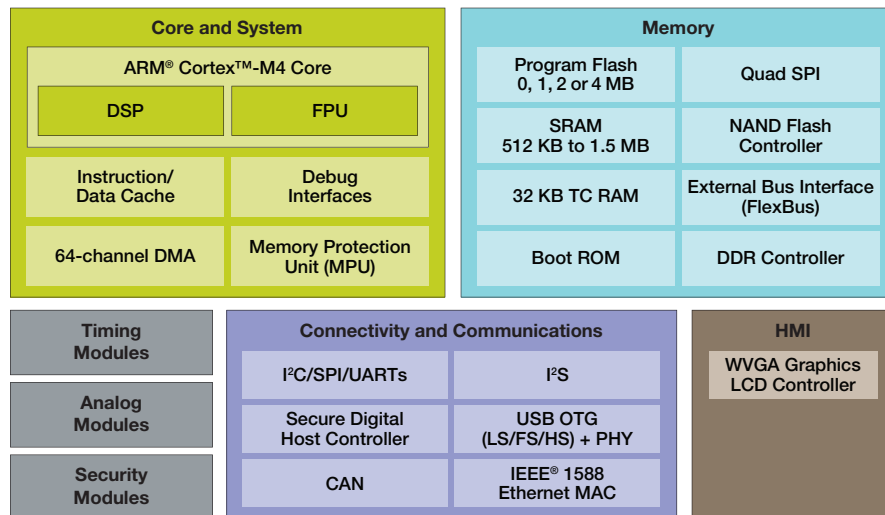 Core and System
ARM® Cortex™-M4 Core
DSP
FPU
Instruction/
Data Cache
Debug
Interfaces
64-channel DMA
Memory Protection
Unit (MPU)
Memory
Program Flash
0, 1, 2 or 4 MB
Quad SPI
SRAM
512 KB to 1.5 MB
NAND Flash
Controller
32 KB TC RAM
External Bus Interface
(FlexBus)
Boot ROM
DDR Controller
Timing
Modules
Analog
Modules
Security
Modules
Connectivity and Communications
I²C/SPI/UARTs
I²S
Secure Digital
Host Controller
USB OTG
(LS/FS/HS) + PHY
CAN
IEEE® 1588
Ethernet MAC
HMI
WVGA Graphics
LCD Controller